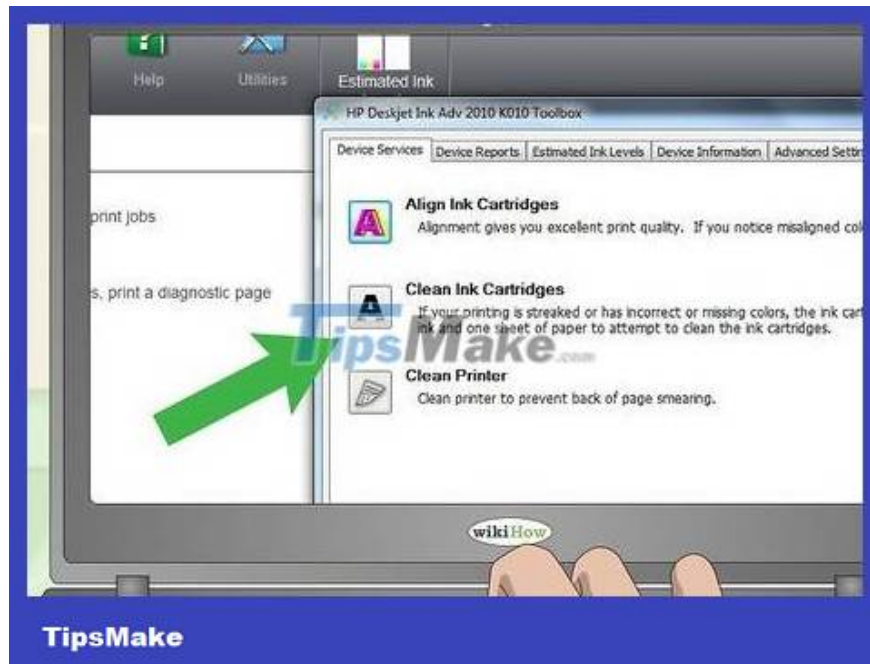 Help Utilities Estimated Ink
HP Deskjet Ink Adv 2010 K010 Toolbox
Device Services Device Reports Estimated Ink Levels Device Information Advanced
print jobs
s, print a diagnostic page
Align Ink Cartridges
Alignment gives you excellent print quality. If you notice misaligned
Clean Ink Cartridges
If your printing is streaked or has incorrect or missing colors, the ink
ink and one sheet of paper to attempt to clean the ink cartridges.
Clean Printer
Clean printer to prevent back of page smearing.
TipsMake.com
wikiHow
TipsMake